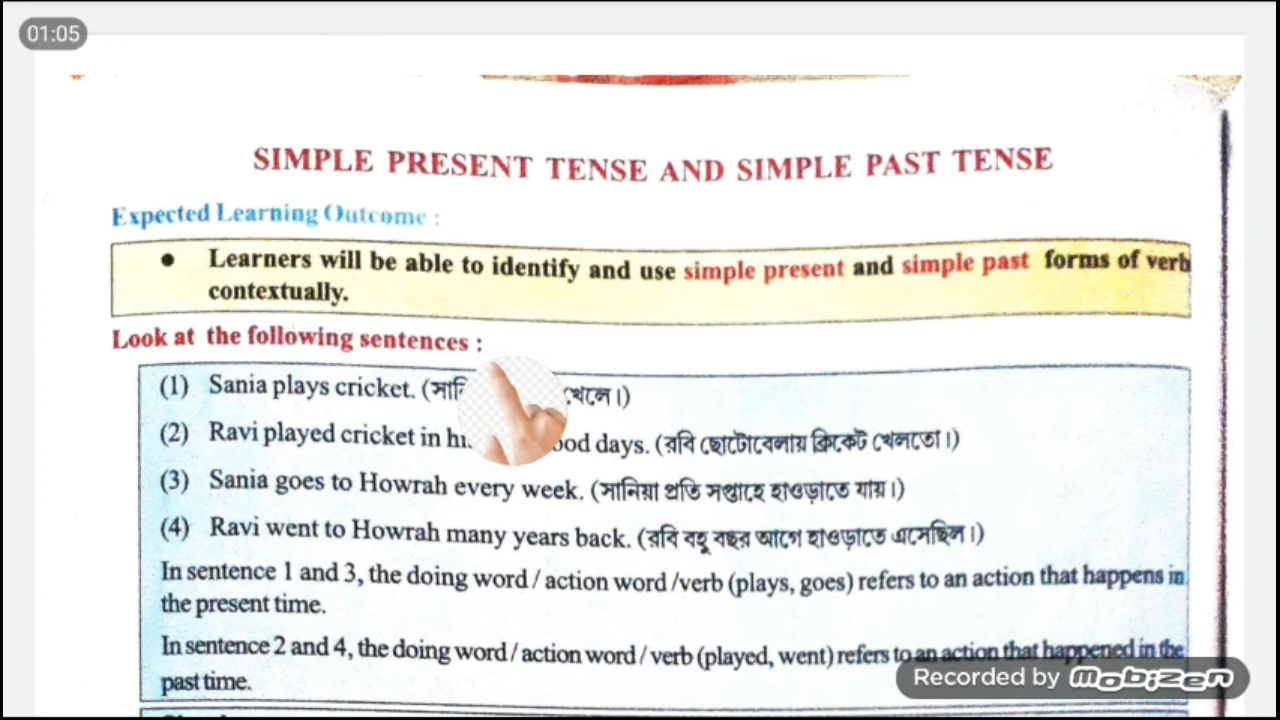 01:05
SIMPLE PRESENT TENSE AND SIMPLE PAST TENSE
Expected Learning Outcome :
● Learners will be able to identify and use simple present and simple past forms of verb
contextually.
Look at the following sentences :
(1) Sania plays cricket. ( খেলে।)
(2) Ravi played cricket in days. (রবি ছোটোবেলায় ক্রিকেট খেলতো।)
(3) Sania goes to Howrah every week. (সানিয়া প্রতি সপ্তাহে হাওড়াতে যায়।)
(4) Ravi went to Howrah many years back. (রবি বহু বছর আগে হাওড়াতে এসেছিল।)
In sentence 1 and 3, the doing word / action word /verb (plays, goes) refers to an action that happens in
the present time.
In sentence 2 and 4, the doing word / action word / verb (played, went) refers to an action that happened in the
past time.
Recorded by mobizen